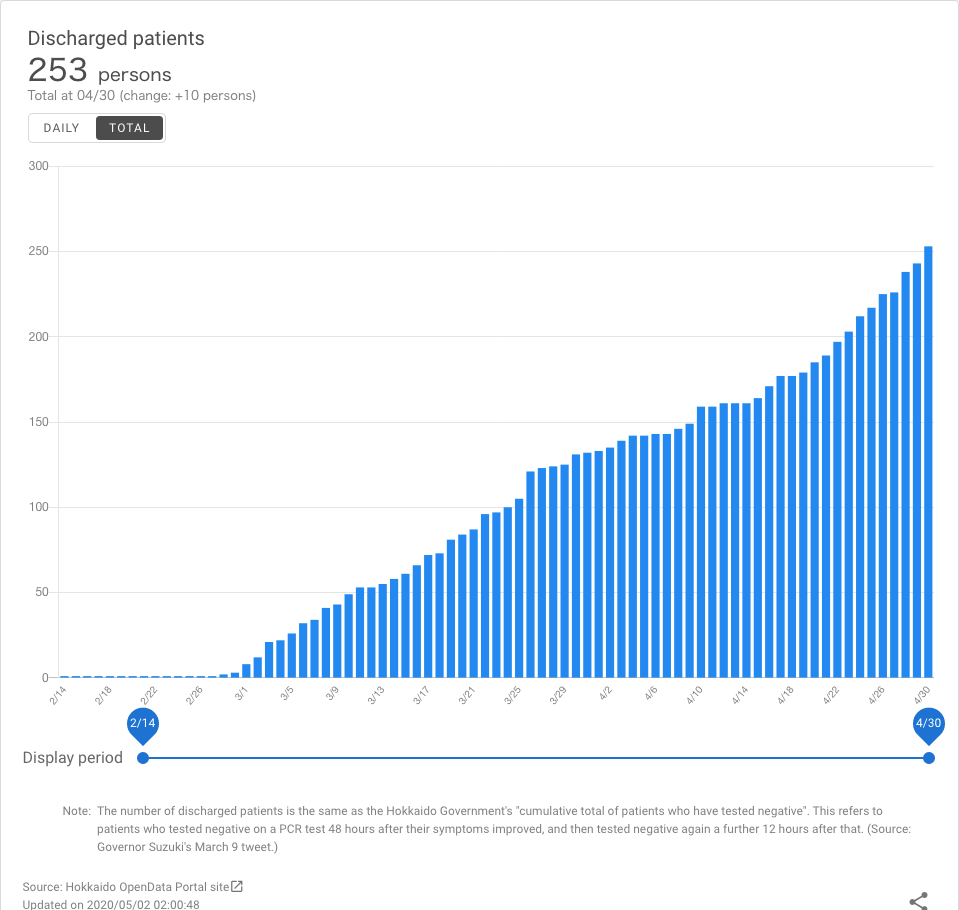 Discharged patients
253 persons
Total at 04/30 (change: +10 persons)
DAILY TOTAL
300
250
200
150
100
50
0
2/14 2/18 2/22 2/26 3/1 3/5 3/9 3/13 3/17 3/21 3/25 3/29 4/2 4/6 4/10 4/14 4/18 4/22 4/26 4/30
2/14 4/30
Display period
Note: The number of discharged patients is the same as the Hokkaido Government's "cumulative total of patients who have tested negative". This refers to
patients who tested negative on a PCR test 48 hours after their symptoms improved, and then tested negative again a further 12 hours after that. (Source:
Governor Suzuki's March 9 tweet.)
Source: Hokkaido OpenData Portal site
Updated on 2020/05/02 02:00:48